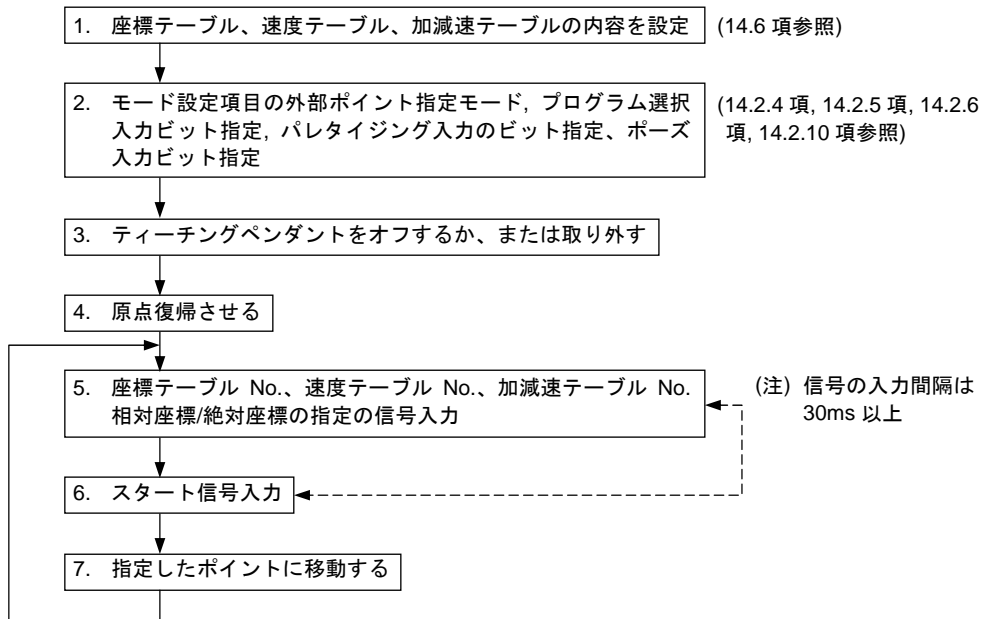 1. 座標テーブル、速度テーブル、加減速テーブルの内容を設定 (14.6 項参照)
2. モード設定項目の外部ポイント指定モード, プログラム選択 (14.2.4 項, 14.2.5 項, 14.2.6
入力ビット指定, パレタイジング入力のビット指定、ポーズ 項, 14.2.10 項参照)
入力ビット指定
3. ティーチングペンダントをオフするか、または取り外す
4. 原点復帰させる
5. 座標テーブル No.、速度テーブル No.、加減速テーブル No.
相対座標/絶対座標の指定の信号入力
(注) 信号の入力間隔は
30ms 以上
6. スタート信号入力
7. 指定したポイントに移動する